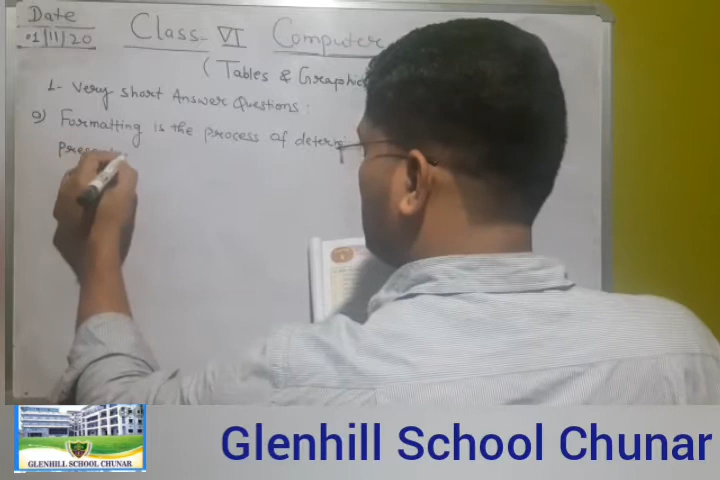 Date
01/11/20
Class - VI Computer
(Tables & Graphic
1- Very short Answer Questions:
a) Formatting is the process of determi
GLENHILL SCHOOL CHUNAR
Glenhill School Chunar